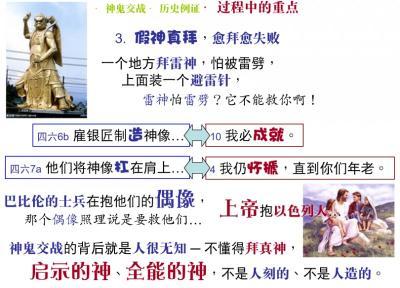 · 神鬼交战 · 历史例证 · 过程中的重点
3. 假神真拜，愈拜愈失败
一个地方拜雷神，怕被雷劈，
上面装一个避雷针，
雷神怕雷劈？它不能救你啊！
四六6b 雇银匠制造神像…
10 我必成就。
四六7a 他们将神像扛在肩上…
4 我仍怀搋，直到你们年老。
巴比伦的士兵在抱他们的偶像，
那个偶像照理说是要救他们…
上帝抱以色列人…
神鬼交战的背后就是人很无知 — 不懂得拜真神，
启示的神、全能的神，不是人刻的、不是人造的。